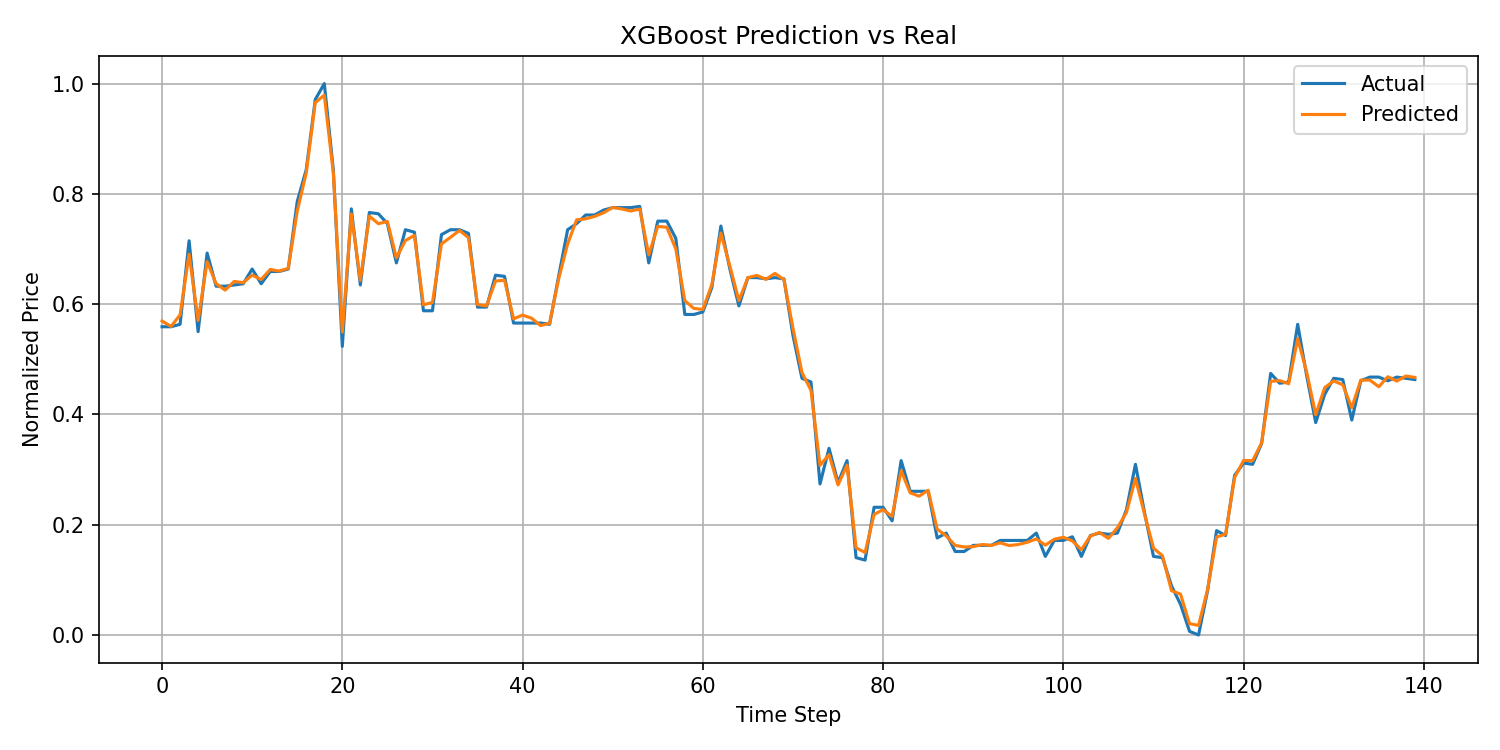 XGBoost Prediction vs Real
Actual
Predicted
Normalized Price
1.0
0.8
0.6
0.4
0.2
0.0
0 20 40 60 80 100 120 140
Time Step